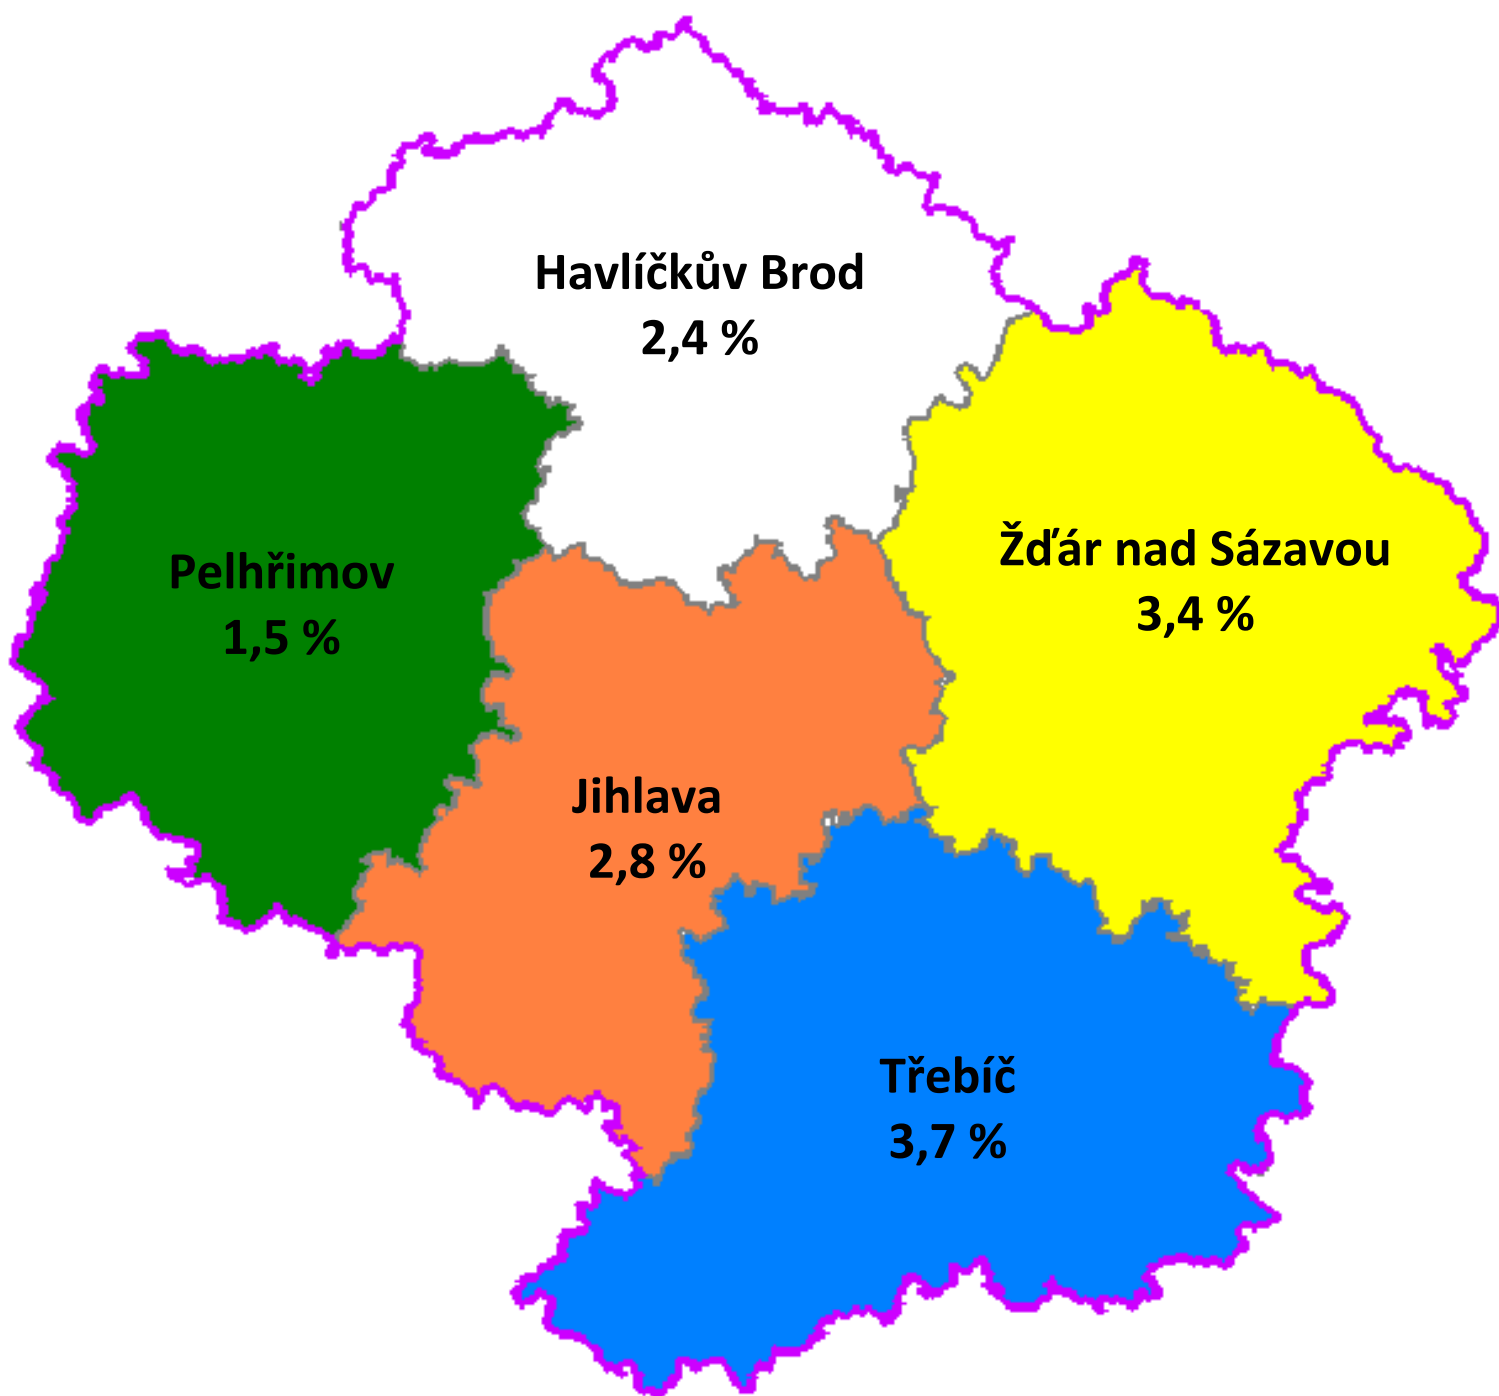 Havlíčkův Brod
2,4 %
Žďár nad Sázavou
3,4 %
Pelhřimov
1,5 %
Jihlava
2,8 %
Třebíč
3,7 %